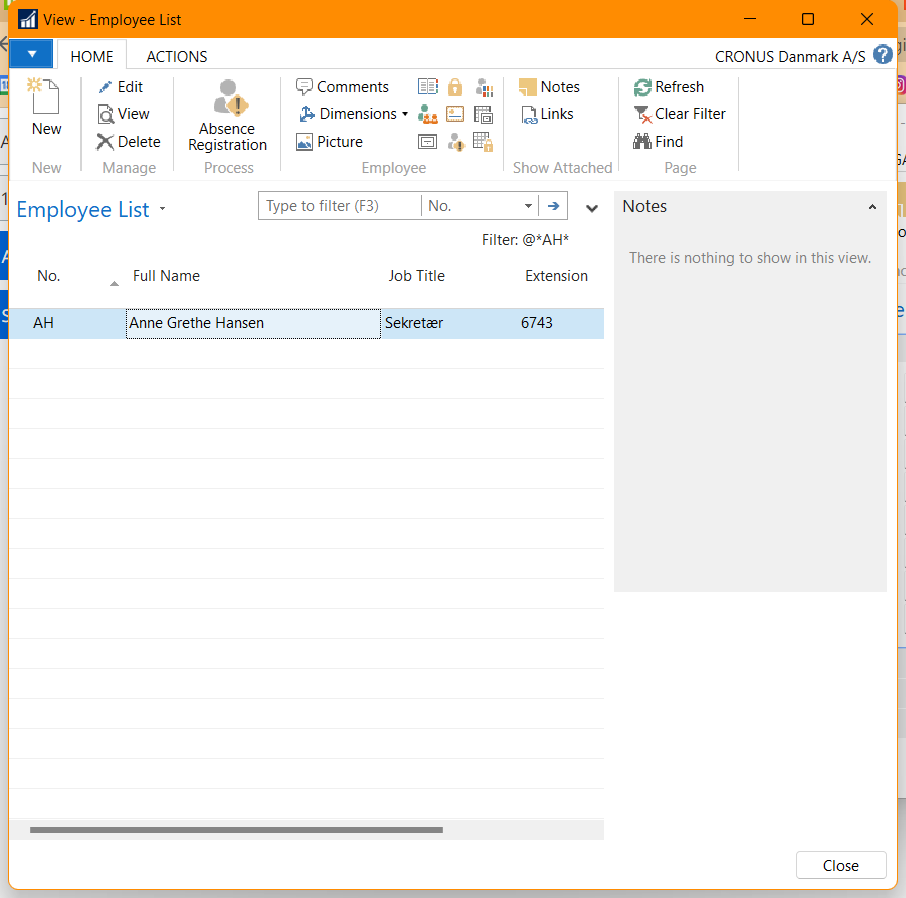 View - Employee List
HOME ACTIONS CRONUS Danmark A/S ?
New
New
Edit
View
Delete
Manage
Absence
Registration
Process
Comments
Dimensions
Picture
Employee
Notes
Links
Show Attached
Refresh
Clear Filter
Find
Page
Employee List
Type to filter (F3) No.
Filter: @*AH*
No. Full Name Job Title Extension
AH Anne Grethe Hansen Sekretær 6743
Notes
There is nothing to show in this view.
Close